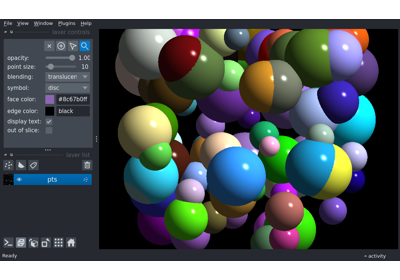 File View Window Plugins Help
layer controls
opacity: 1.00
point size: 10
blending: translucen
symbol: disc
face color: #8c67b0ff
edge color: black
display text:
out of slice:
layer list
pts
Ready
activity